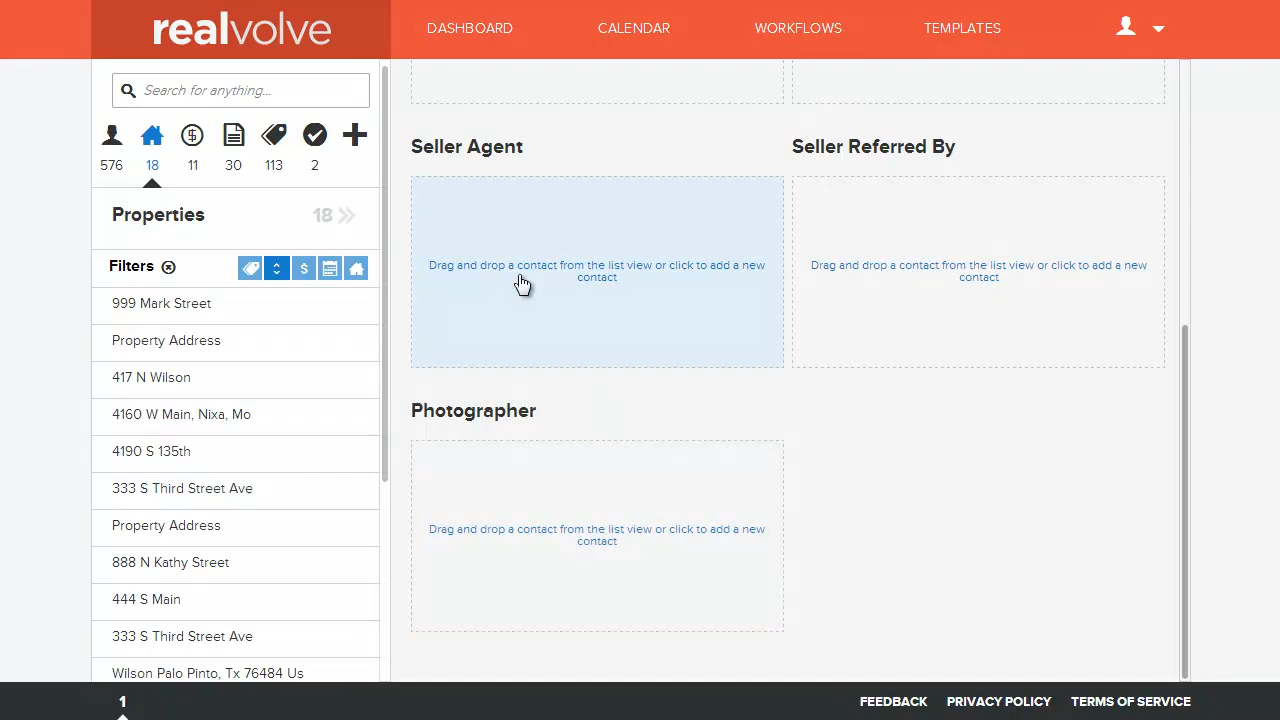 realvolve
DASHBOARD
CALENDAR
WORKFLOWS
TEMPLATES
Search for anything...
576
18
11
30
113
2
Properties
18
Filters
$
999 Mark Street
Property Address
417 N Wilson
4160 W Main, Nixa, Mo
4190 S 135th
333 S Third Street Ave
Property Address
888 N Kathy Street
444 S Main
333 S Third Street Ave
Wilson Palo Pinto, Tx 76484 Us
Seller Agent
Drag and drop a contact from the list view or click to add a new
contact
Seller Referred By
Drag and drop a contact from the list view or click to add a new
contact
Photographer
Drag and drop a contact from the list view or click to add a new
contact
1
FEEDBACK
PRIVACY POLICY
TERMS OF SERVICE